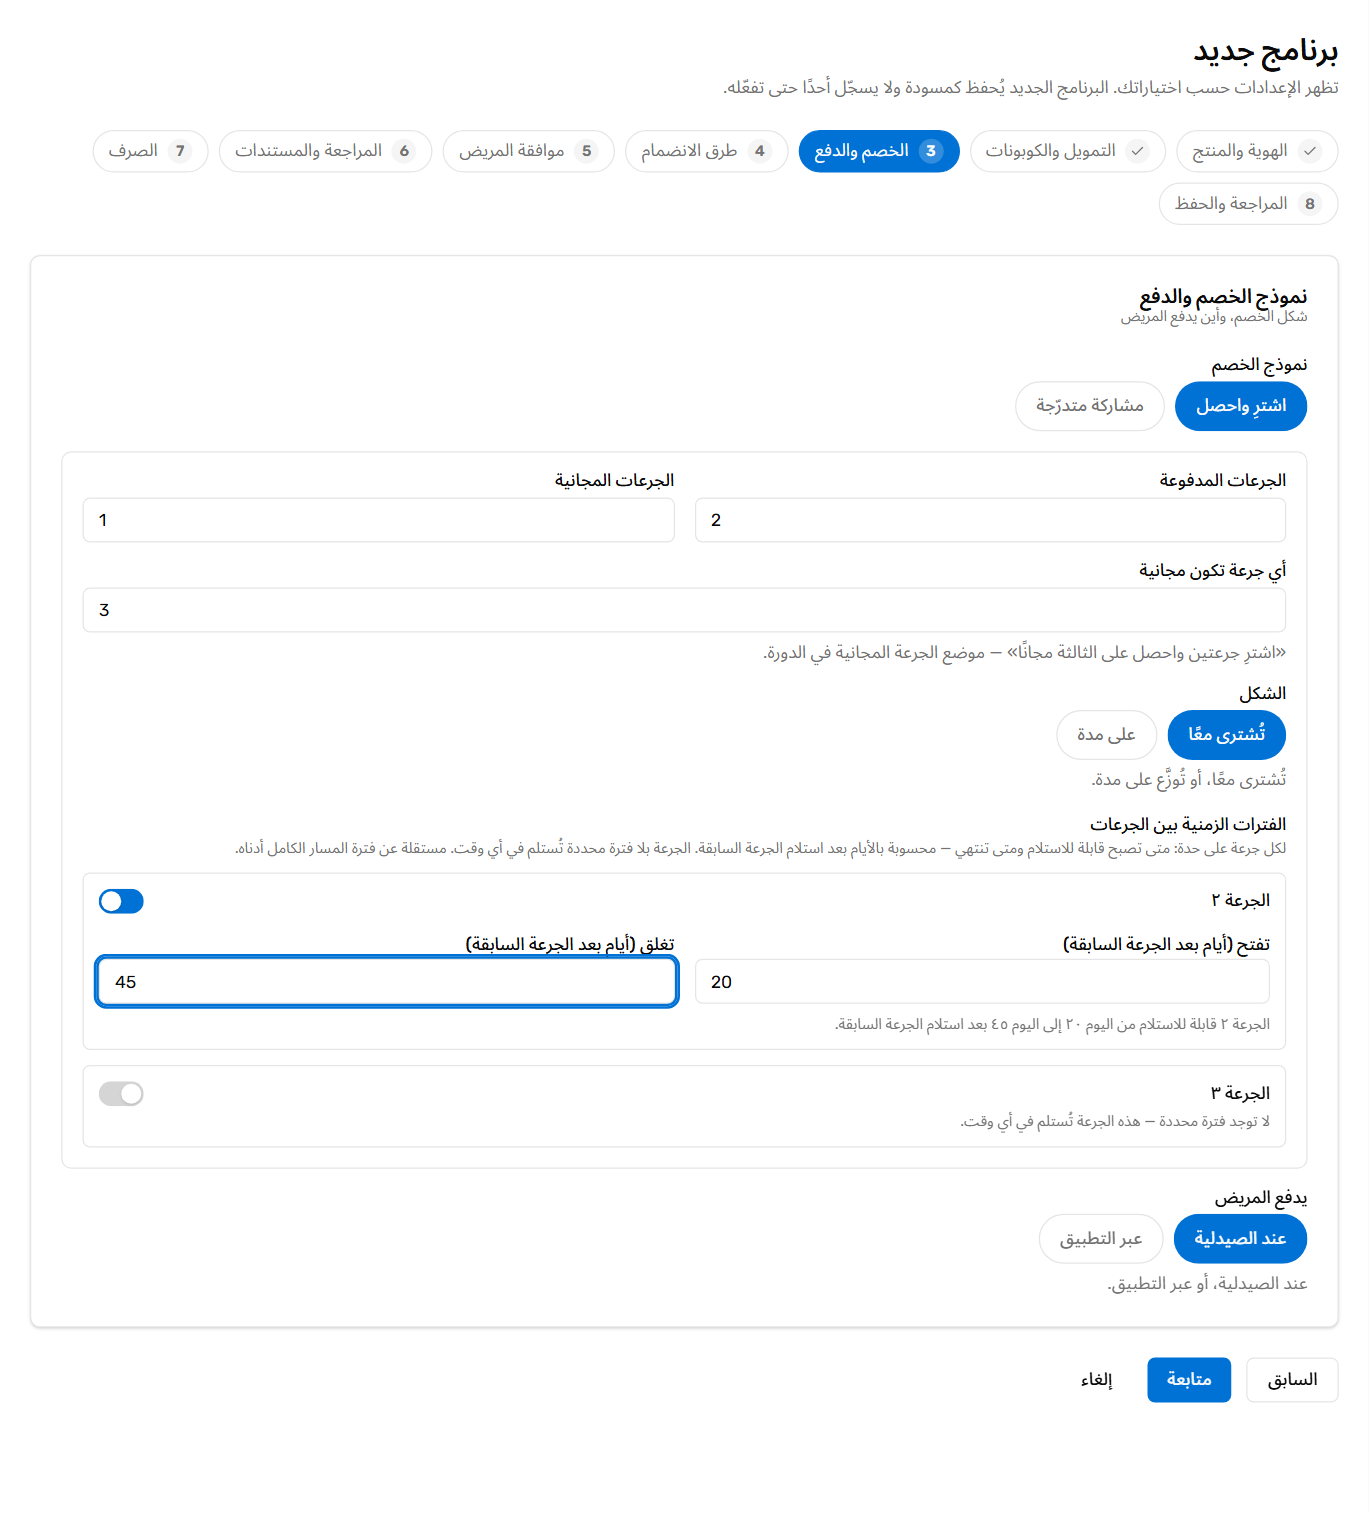 برنامج جديد
تظهر الإعدادات حسب اختياراتك. البرنامج الجديد يُحفظ كمسودة ولا يسجّل أحدًا حتى تفعّله.
الهوية والمنتج
التمويل والكوبونات
3 الخصم والدفع
4 طرق الانضمام
5 موافقة المريض
6 المراجعة والمستندات
7 الصرف
8 المراجعة والحفظ
نموذج الخصم والدفع
شكل الخصم، وأين يدفع المريض
نموذج الخصم
اشترِ واحصل
مشاركة متدرّجة
الجرعات المدفوعة
2
الجرعات المجانية
1
أي جرعة تكون مجانية
3
«اشترِ جرعتين واحصل على الثالثة مجانًا» — موضع الجرعة المجانية في الدورة.
الشكل
تُشترى معًا
على مدة
تُشترى معًا، أو تُوزَّع على مدة.
الفترات الزمنية بين الجرعات
لكل جرعة على حدة: متى تصبح قابلة للاستلام ومتى تنتهي — محسوبة بالأيام بعد استلام الجرعة السابقة. الجرعة بلا فترة محددة تُستلم في أي وقت. مستقلة عن فترة المسار الكامل أدناه.
الجرعة ٢
تفتح (أيام بعد الجرعة السابقة)
20
تغلق (أيام بعد الجرعة السابقة)
45
الجرعة ٢ قابلة للاستلام من اليوم ٢٠ إلى اليوم ٤٥ بعد استلام الجرعة السابقة.
الجرعة ٣
لا توجد فترة محددة — هذه الجرعة تُستلم في أي وقت.
يدفع المريض
عند الصيدلية
عبر التطبيق
عند الصيدلية، أو عبر التطبيق.
السابق
متابعة
إلغاء